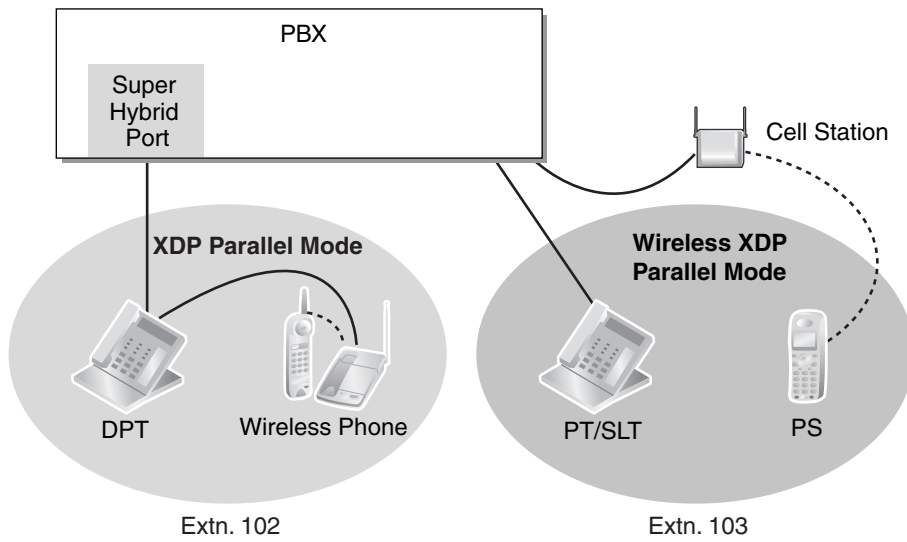 PBX
Super
Hybrid
Port
Cell Station
XDP Parallel Mode
Wireless XDP
Parallel Mode
DPT
Wireless Phone
PT/SLT
PS
Extn. 102
Extn. 103